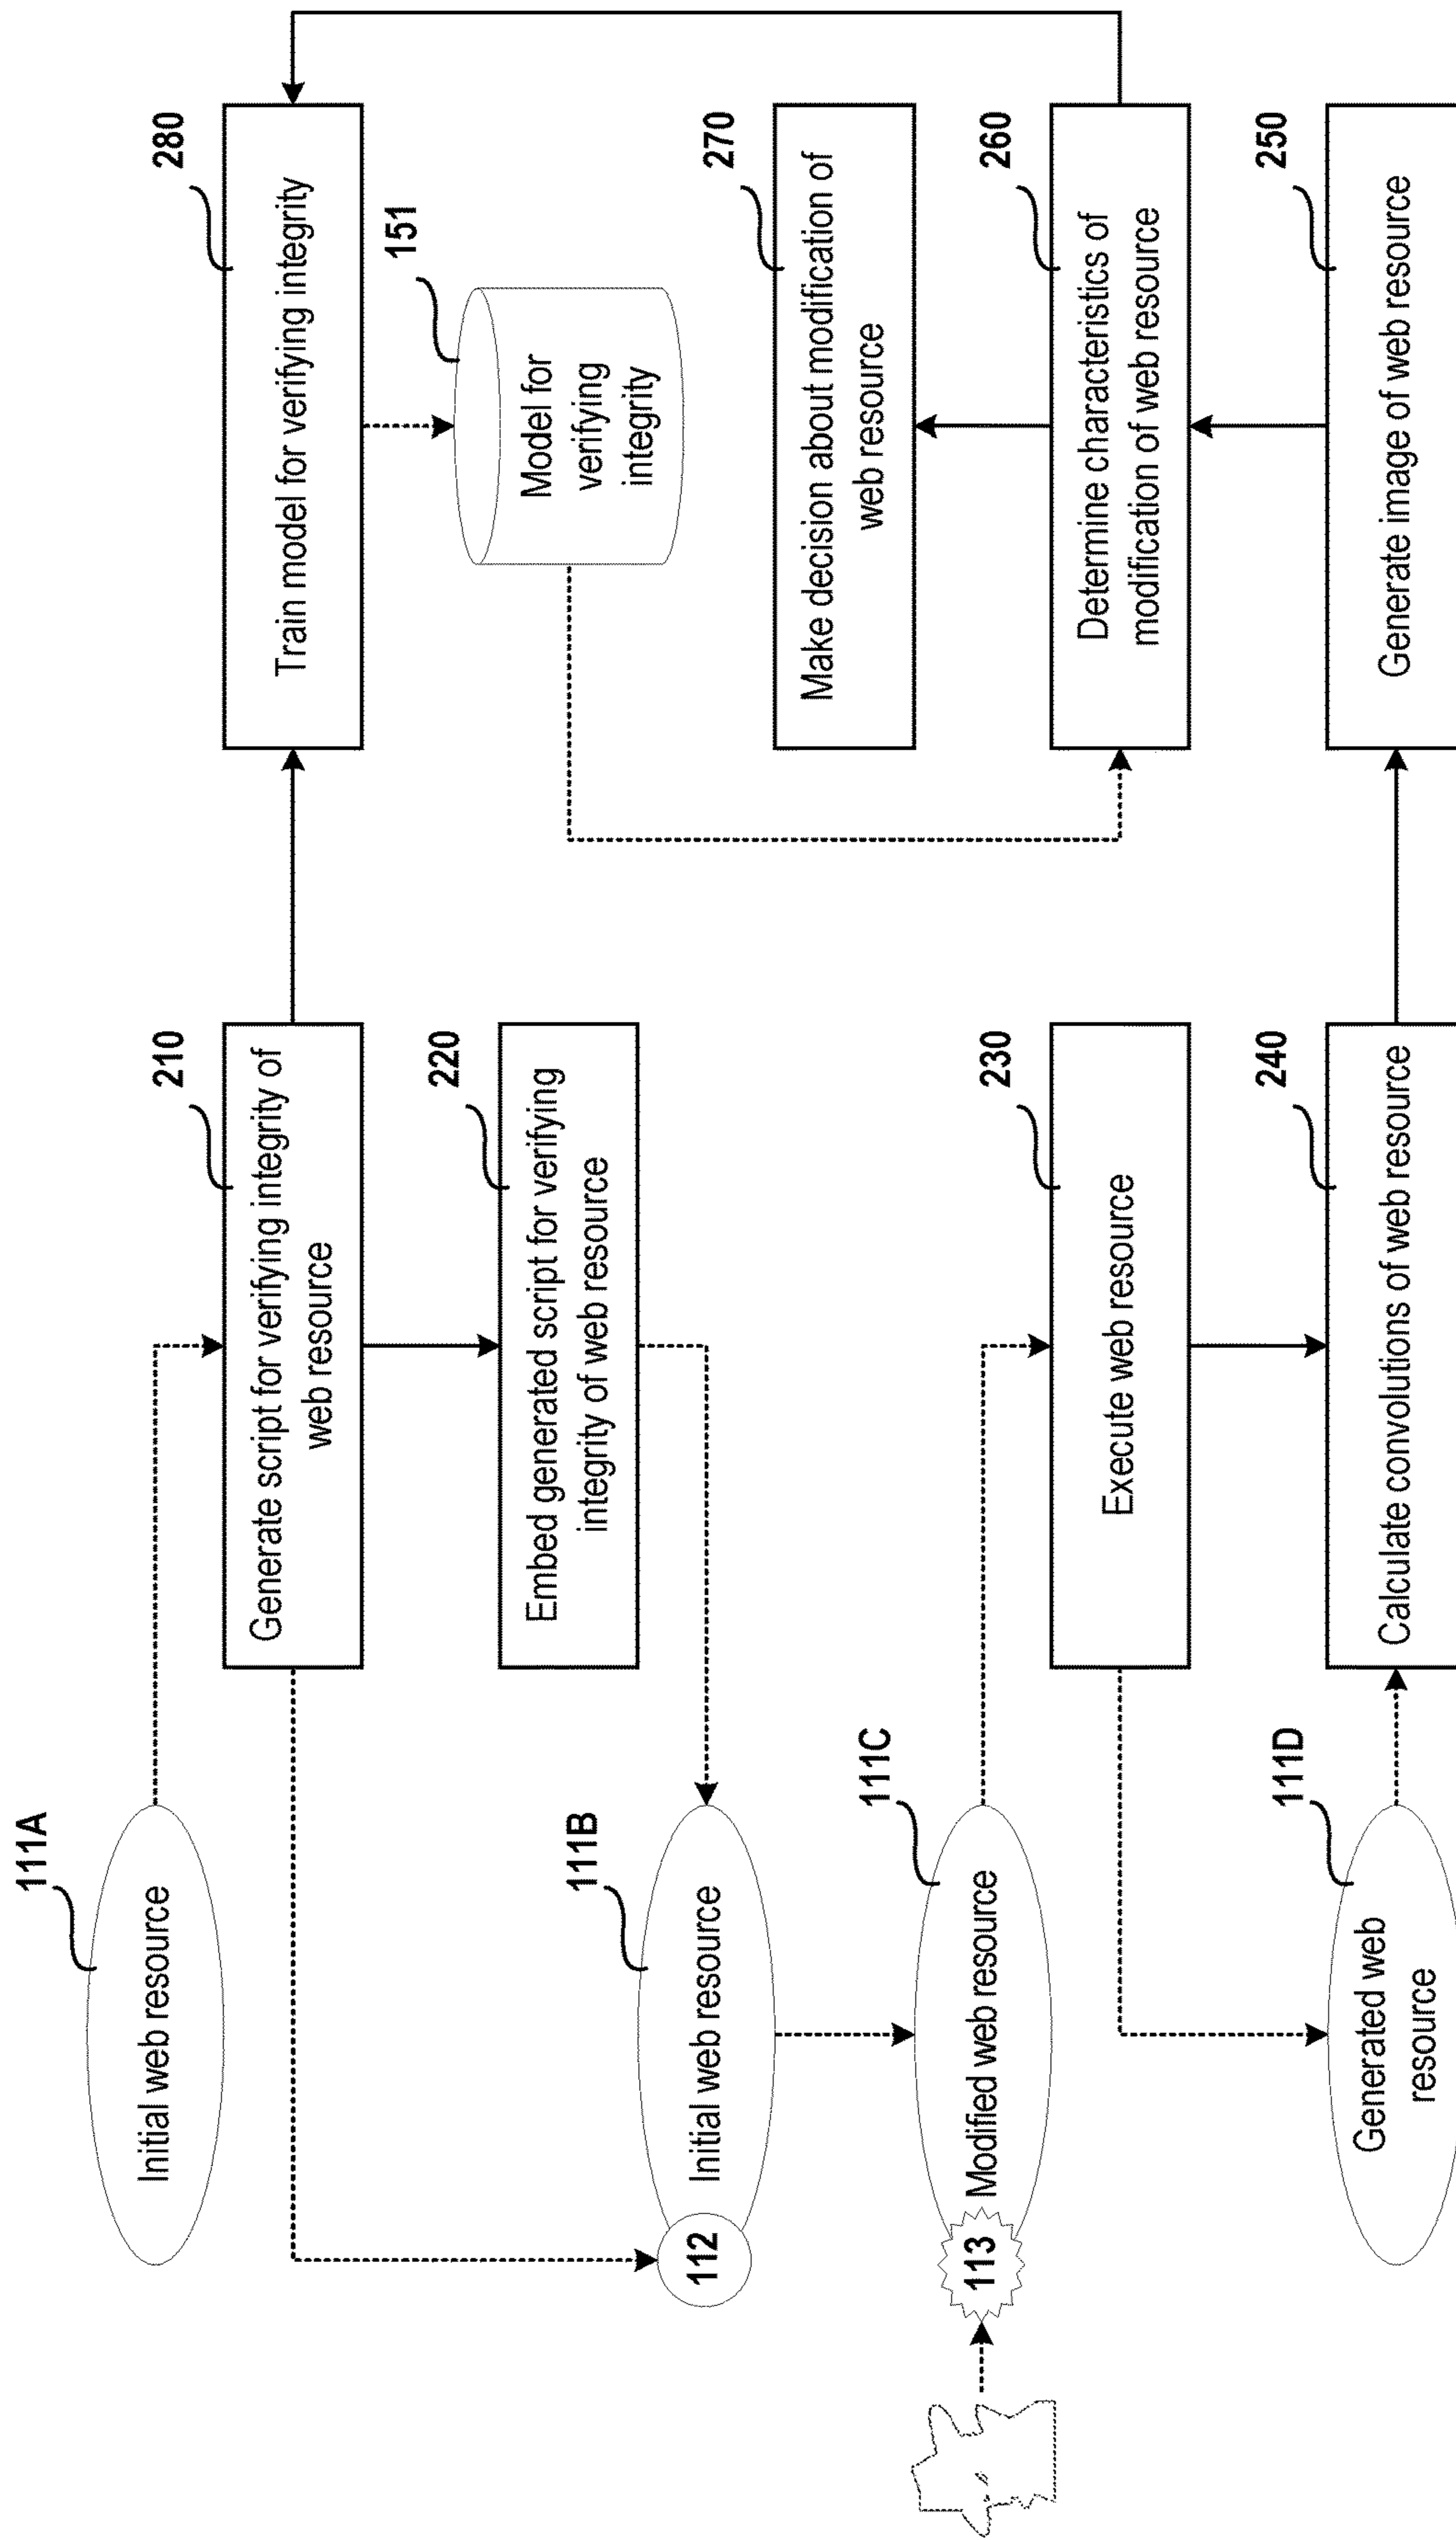 111A
Initial web resource
210
Generate script for verifying integrity of
web resource
280
Train model for verifying integrity
151
Model for
verifying
integrity
220
Embed generated script for verifying
integrity of web resource
111B
Initial web resource
112
270
Make decision about modification of
web resource
111C
113
Modified web resource
230
Execute web resource
260
Determine characteristics of
modification of web resource
111D
Generated web
resource
240
Calculate convolutions of web resource
250
Generate image of web resource